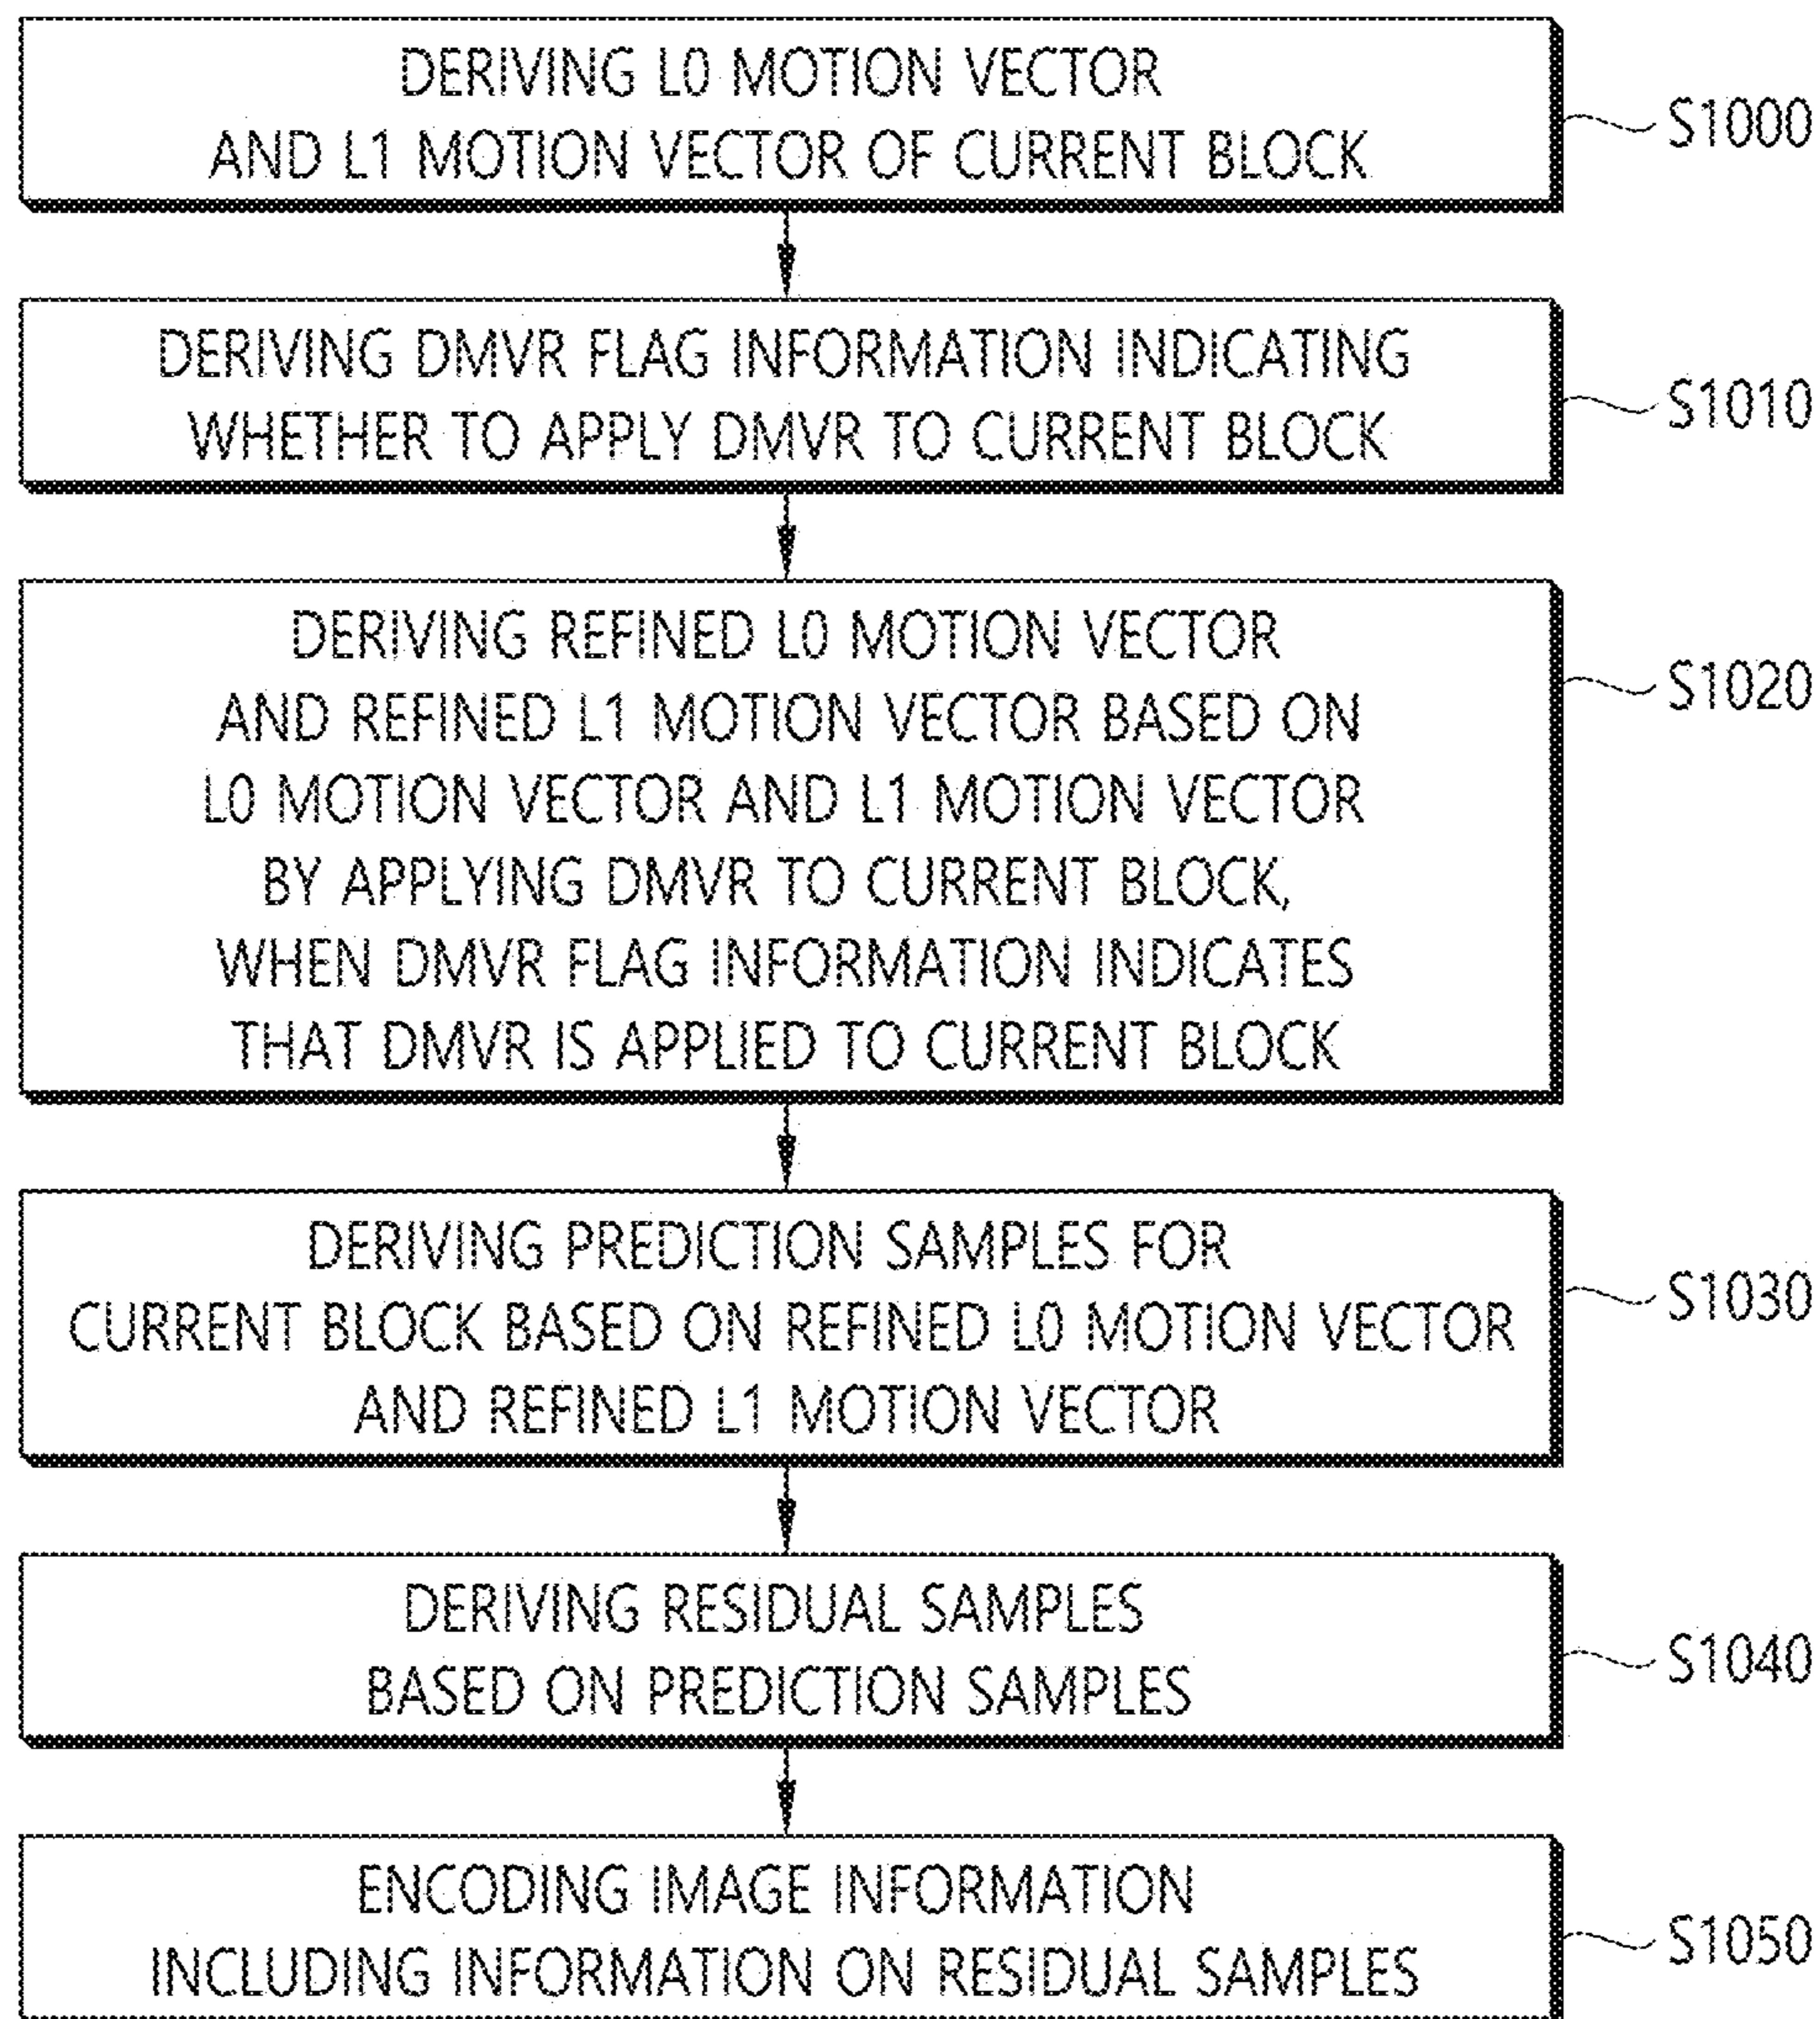 DERIVING L0 MOTION VECTOR
AND L1 MOTION VECTOR OF CURRENT BLOCK
S1000
DERIVING DMVR FLAG INFORMATION INDICATING
WHETHER TO APPLY DMVR TO CURRENT BLOCK
S1010
DERIVING REFINED L0 MOTION VECTOR
AND REFINED L1 MOTION VECTOR BASED ON
L0 MOTION VECTOR AND L1 MOTION VECTOR
BY APPLYING DMVR TO CURRENT BLOCK,
WHEN DMVR FLAG INFORMATION INDICATES
THAT DMVR IS APPLIED TO CURRENT BLOCK
S1020
DERIVING PREDICTION SAMPLES FOR
CURRENT BLOCK BASED ON REFINED L0 MOTION VECTOR
AND REFINED L1 MOTION VECTOR
S1030
DERIVING RESIDUAL SAMPLES
BASED ON PREDICTION SAMPLES
S1040
ENCODING IMAGE INFORMATION
INCLUDING INFORMATION ON RESIDUAL SAMPLES
S1050